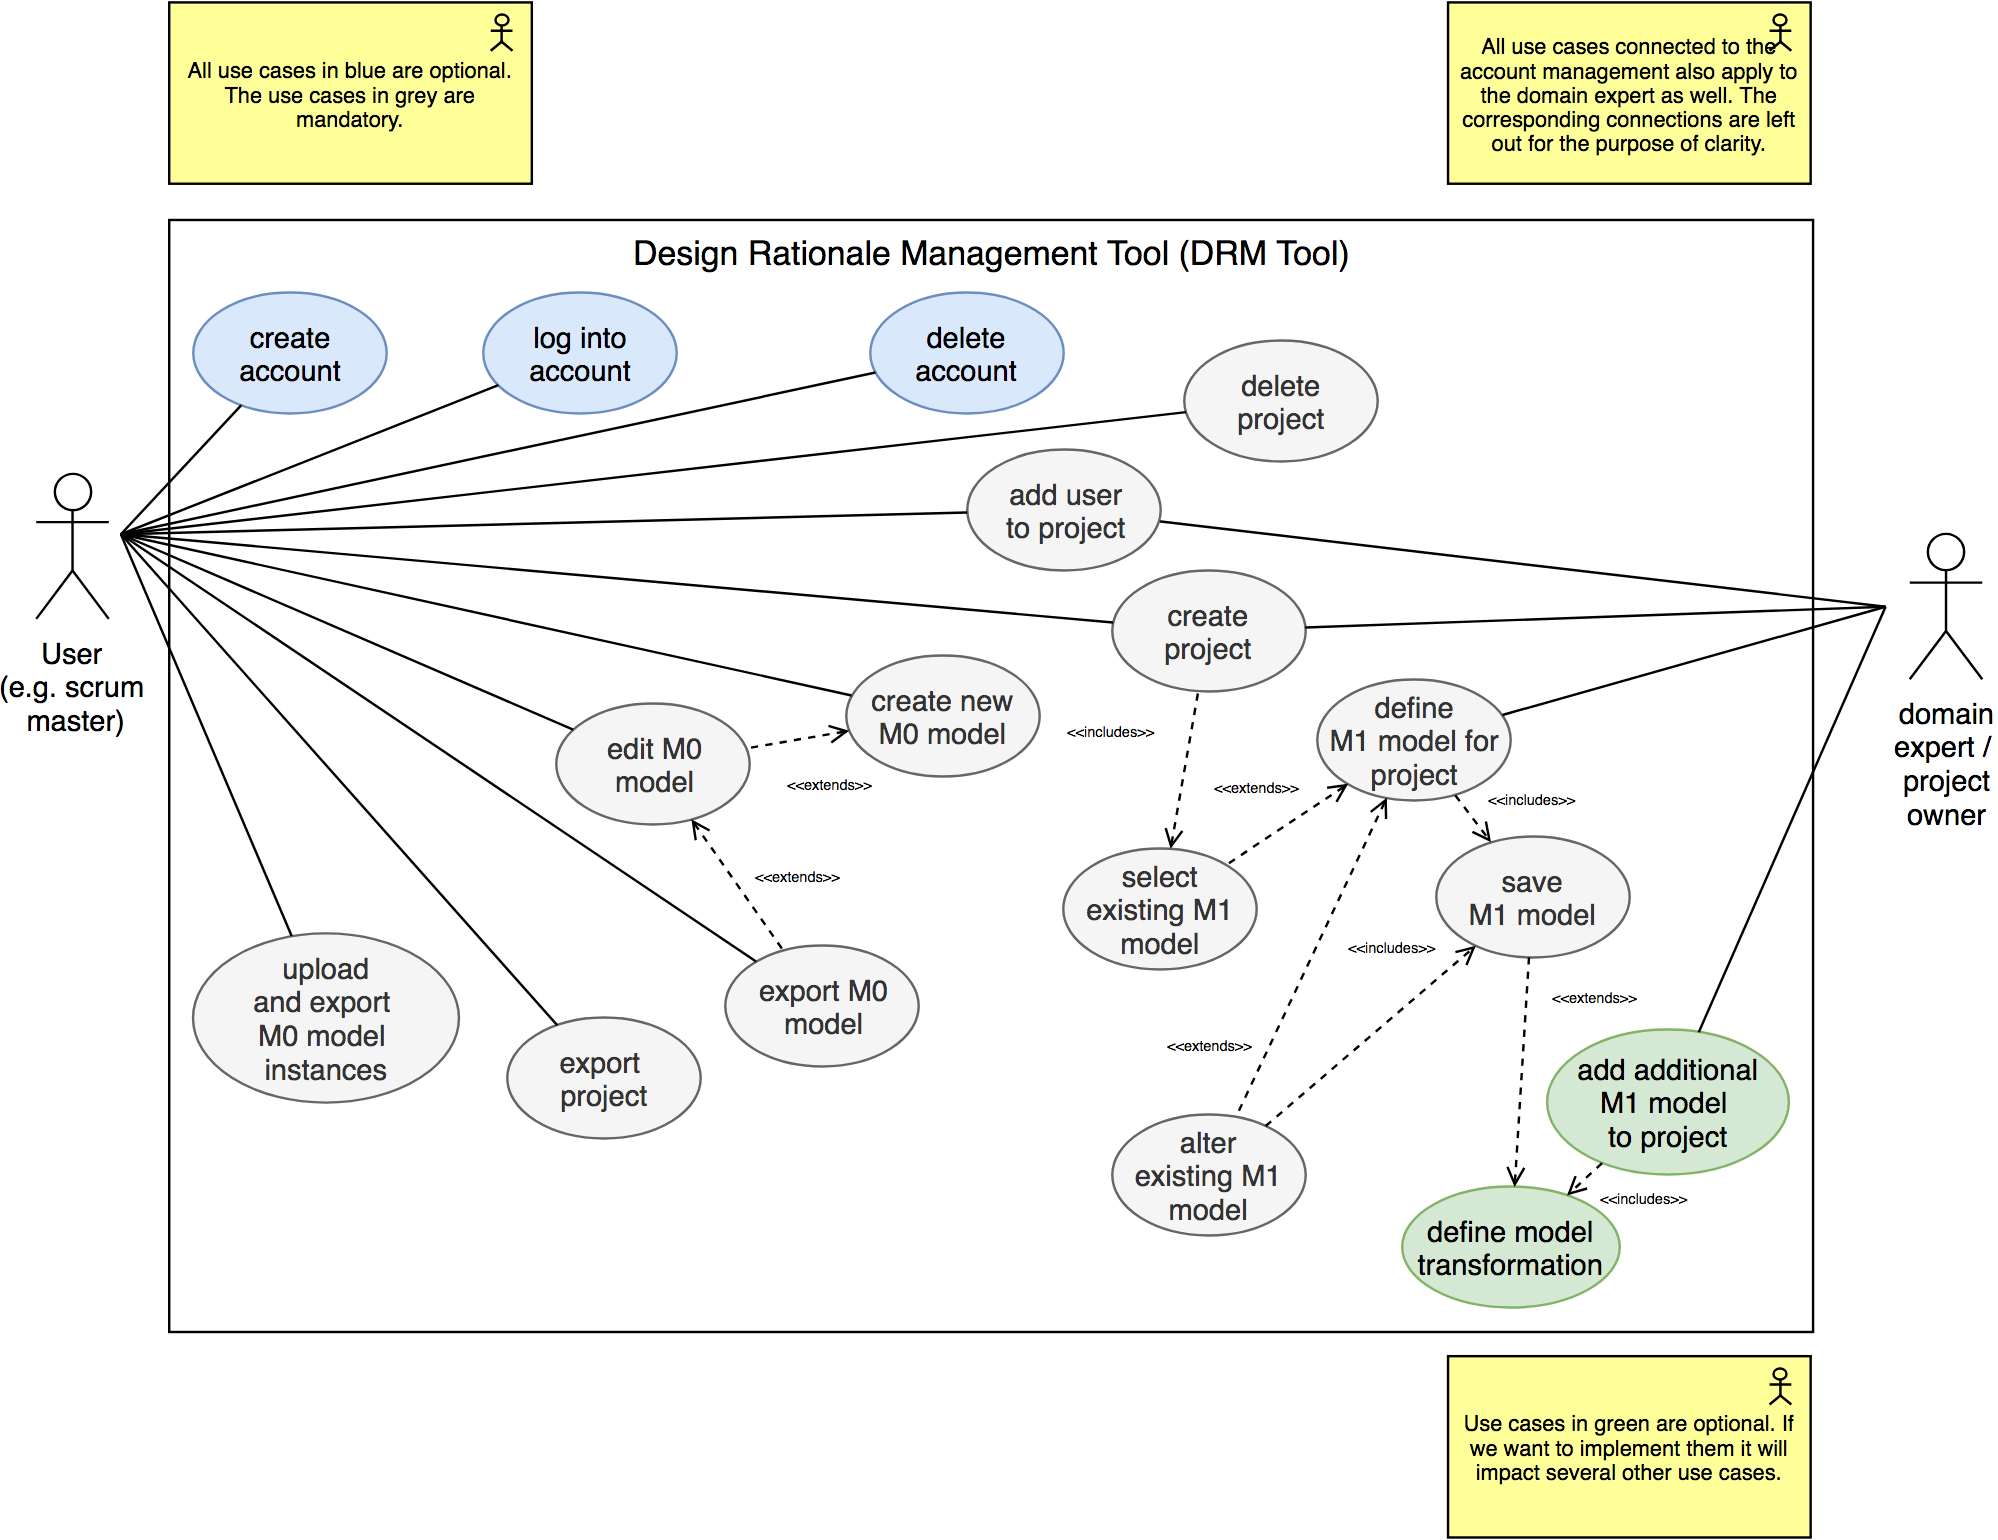 All use cases in blue are optional.
The use cases in grey are
mandatory.
All use cases connected to the
account management also apply to
the domain expert as well. The
corresponding connections are left
out for the purpose of clarity.
Design Rationale Management Tool (DRM Tool)
create
account
log into
account
delete
account
delete
project
add user
to project
create
project
User
(e.g. scrum
master)
domain
expert /
project
owner
create new
M0 model
edit M0
model
<<extends>>
<<includes>>
define
M1 model for
project
<<extends>>
<<includes>>
<<extends>>
select
existing M1
model
save
M1 model
<<includes>>
upload
and export
M0 model
instances
export
project
export M0
model
<<extends>>
<<extends>>
add additional
M1 model
to project
alter
existing M1
model
<<includes>>
define model
transformation
Use cases in green are optional. If
we want to implement them it will
impact several other use cases.